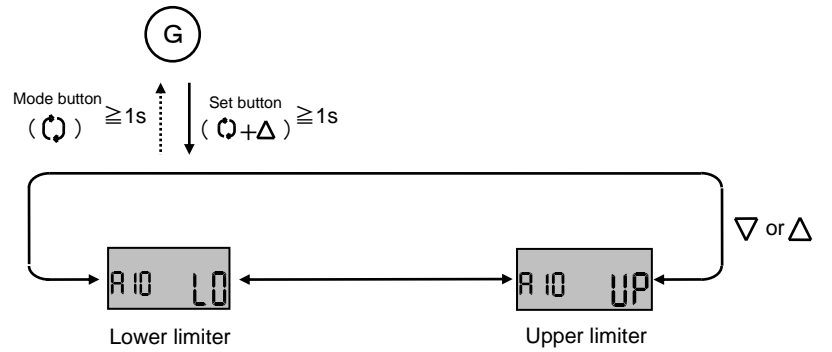 G
Mode button
( ) ≧1s
Set button
( +△ ) ≧1s
▽ or △
A10 LO
A10 UP
Lower limiter
Upper limiter